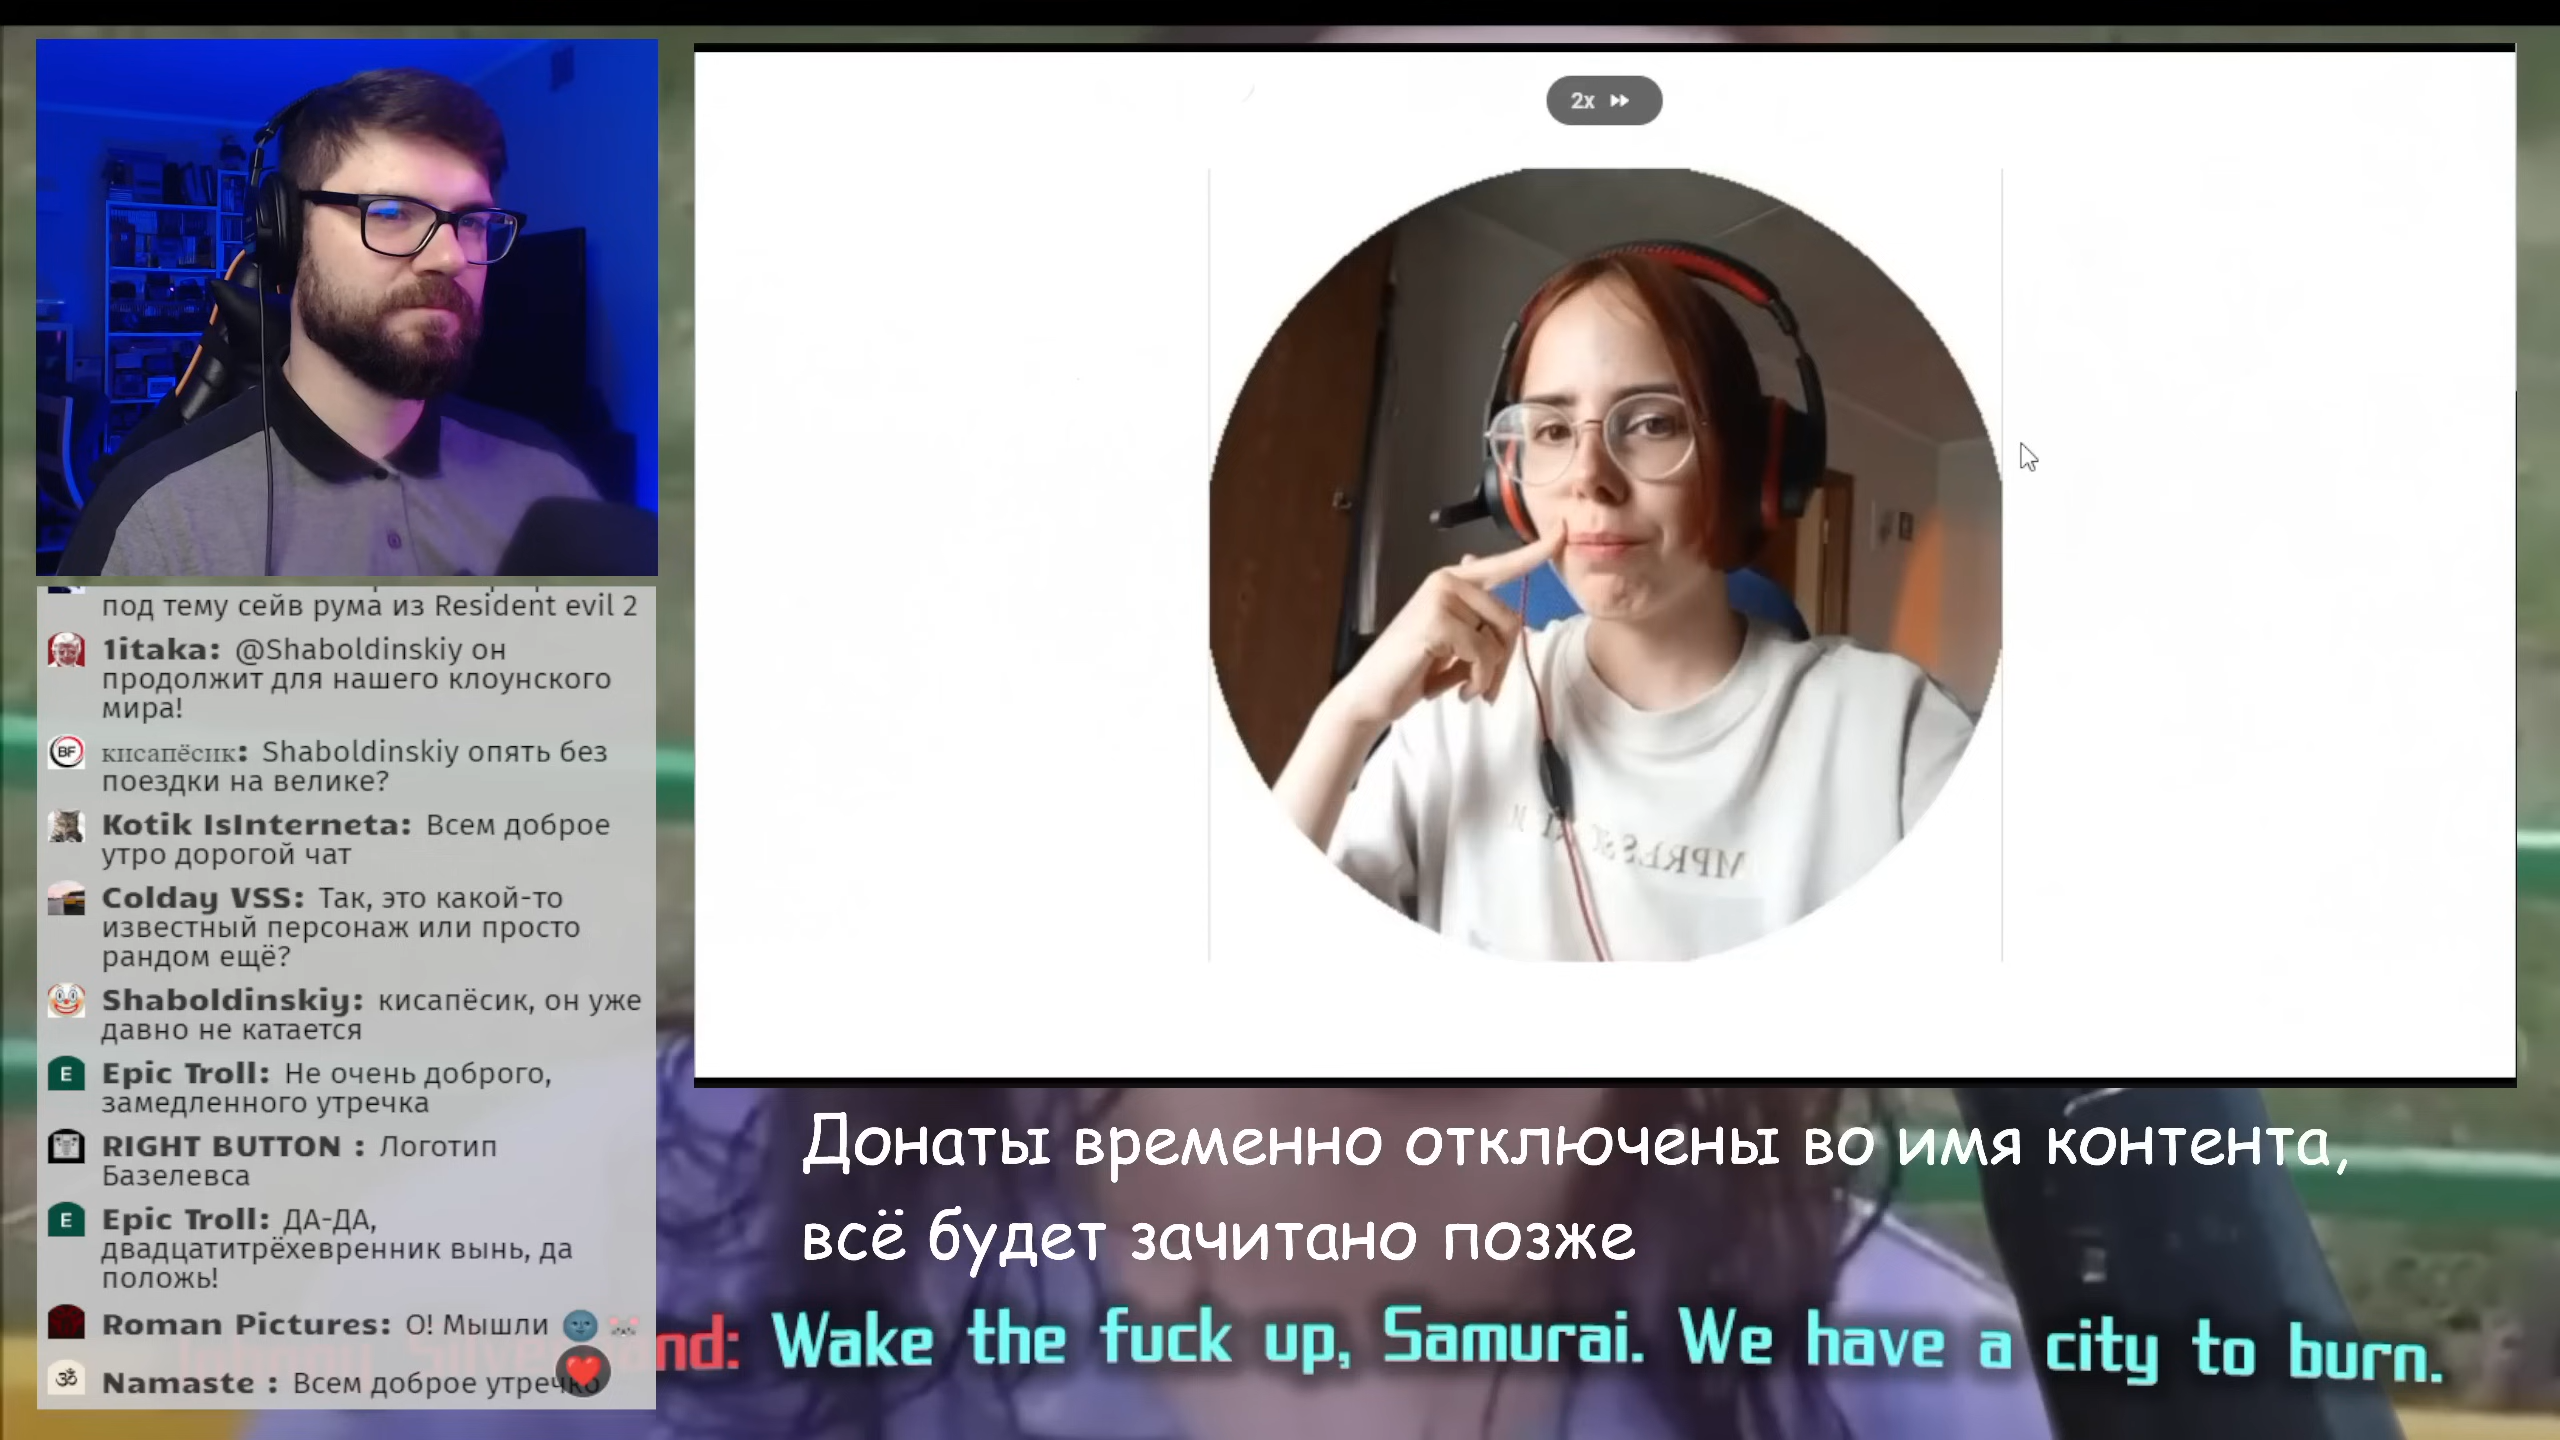 2x
под тему сейв рума из Resident evil 2
1itaka: @Shaboldinskiy он
продолжит для нашего клоунского
мира!
кисапёсик: Shaboldinskiy опять без
поездки на велике?
Kotik IsInterneta: Всем доброе
утро дорогой чат
Colday VSS: Так, это какой-то
известный персонаж или просто
рандом ещё?
Shaboldinskiy: кисапёсик, он уже
давно не катается
E
Epic Troll: Не очень доброго,
замедленного утречка
RIGHT BUTTON : Логотип
Базелевса
E
Epic Troll: ДА-ДА,
двадцатитрёхевренник вынь, да
положь!
Roman Pictures: О! Мышли
Namaste : Всем доброе утречко
BF
Донаты временно отключены во имя контента,
всё будет зачитано позже
Wake the fuck up, Samurai. We have a city to burn.